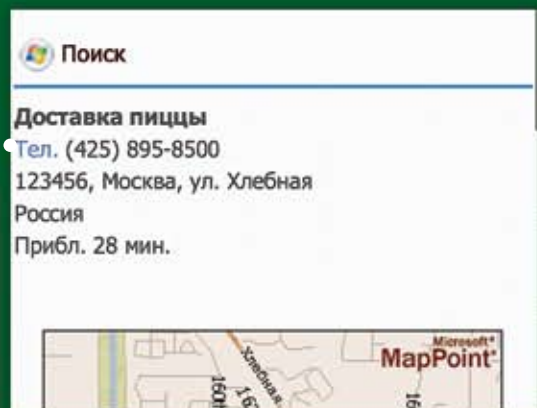 Поиск
Доставка пиццы
Тел. (425) 895-8500
123456, Москва, ул. Хлебная
Россия
Прибл. 28 мин.
Microsoft®
MapPoint®
Хлебная